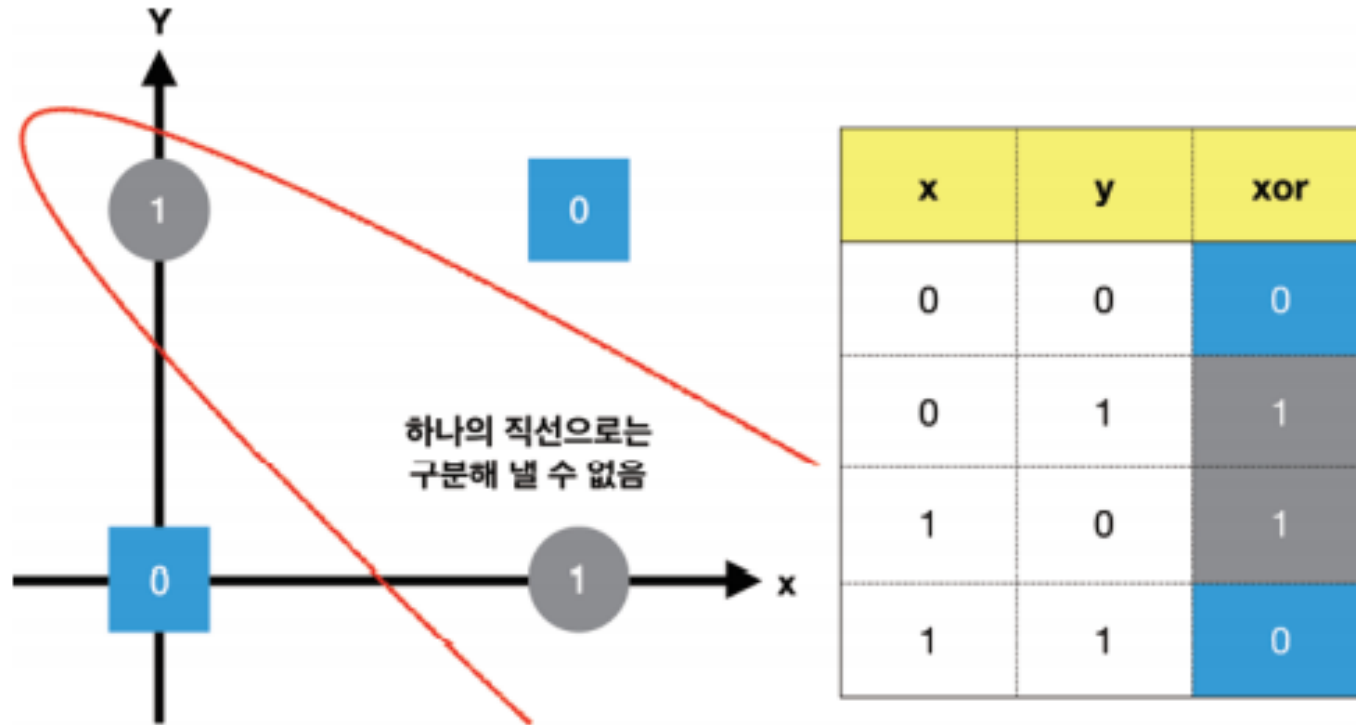 Y
1
0
하나의 직선으로는
구분해 낼 수 없음
0
1
x
x y xor
0 0 0
0 1 1
1 0 1
1 1 0